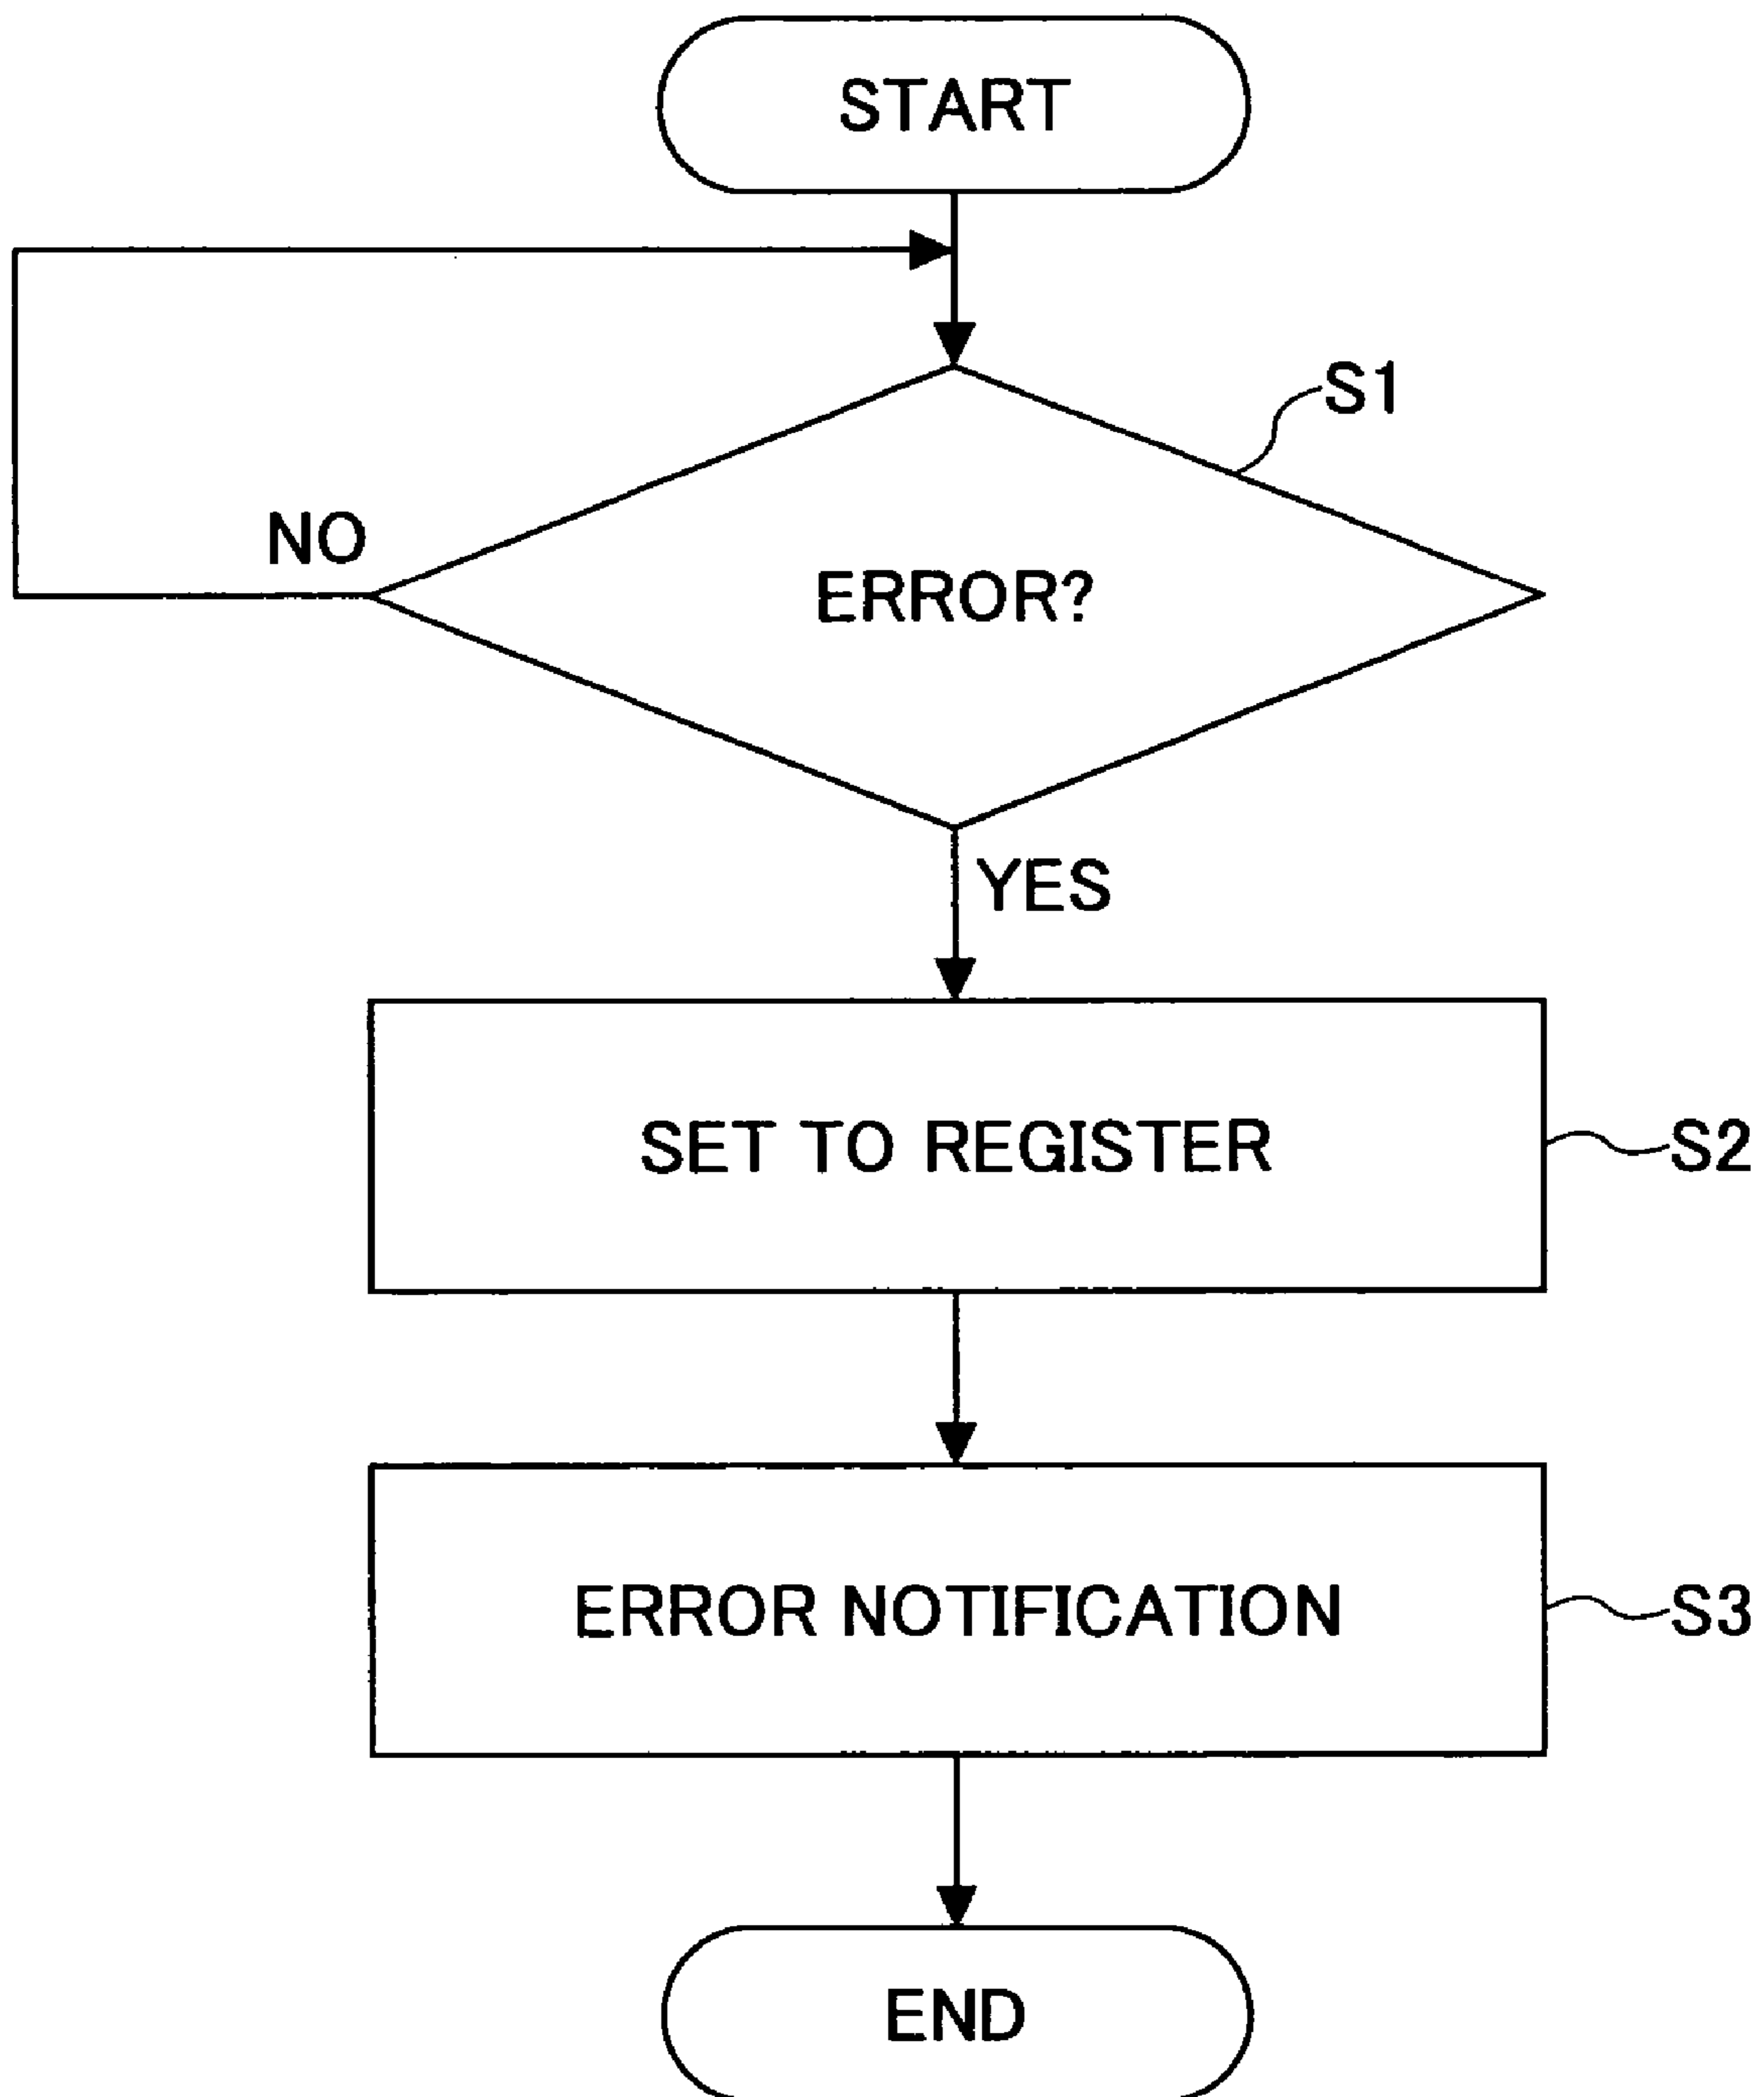 START
S1
NO
ERROR?
YES
SET TO REGISTER
S2
ERROR NOTIFICATION
S3
END